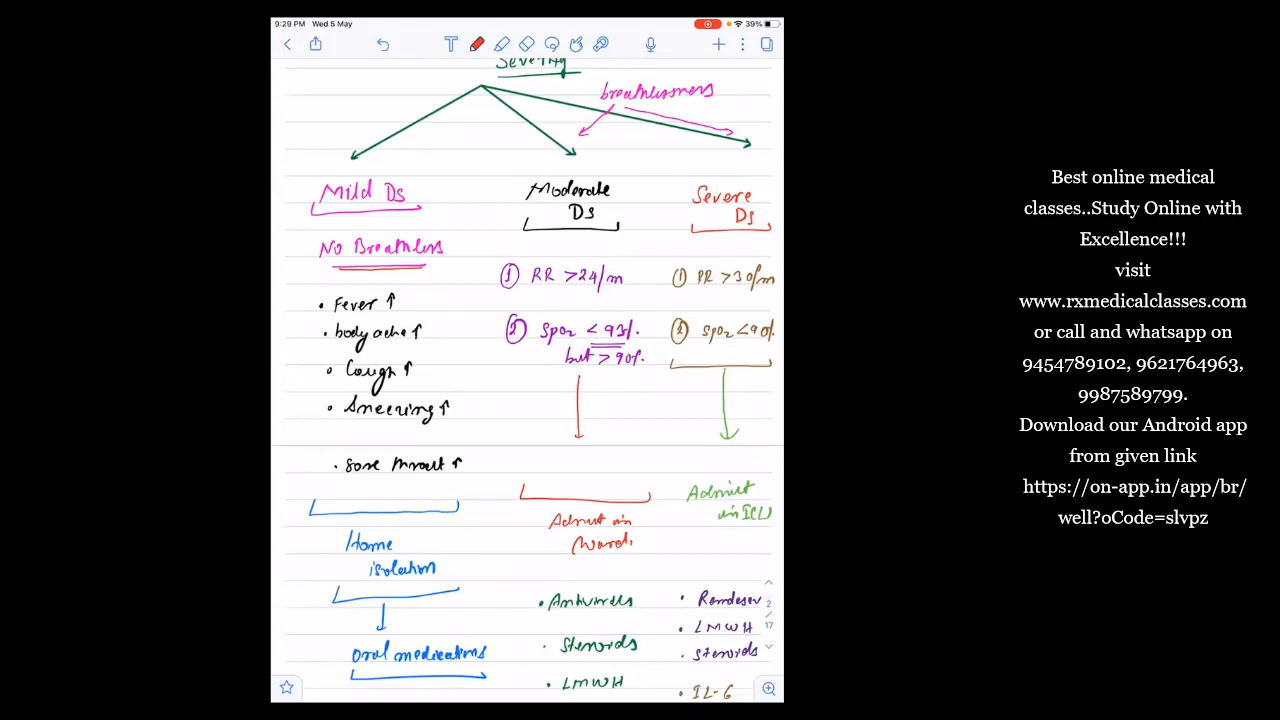 9:29 PM Wed 5 May
39%
Severity
breathlessness
Mild Ds
No Breathless
• Fever ↑
• body ache ↑
• Cough ↑
• Sneezing ↑
• Sore throat ↑
Home
isolation
Oral medications
Moderate
Ds
① RR >24/m
② SpO2 < 93%.
but > 90%.
Admit in
Ward.
• Antivirals
• Steroids
• LMWH
Severe
Ds
① RR >30/m
② SpO2 <90%.
Admit
in ICU
• Remdesev
• LMWH
• Steroids
• IL-6
2
/
17
Best online medical
classes..Study Online with
Excellence!!!
visit
www.rxmedicalclasses.com
or call and whatsapp on
9454789102, 9621764963,
9987589799.
Download our Android app
from given link
https://on-app.in/app/br/
well?oCode=slvpz